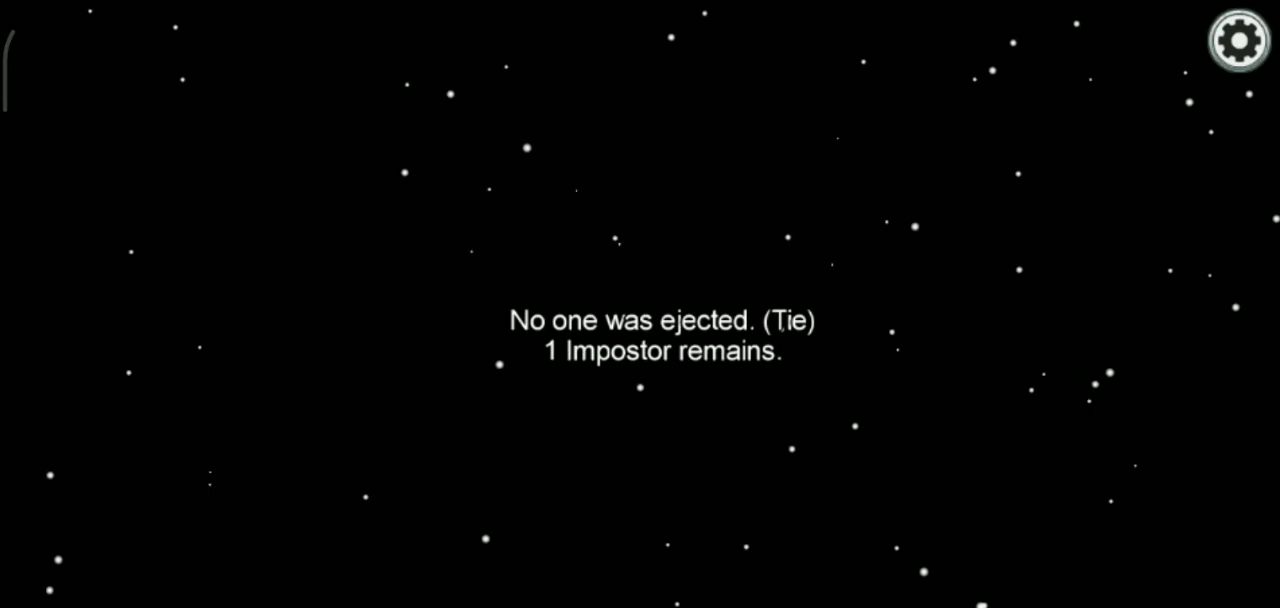 No one was ejected. (Tie)
1 Impostor remains.